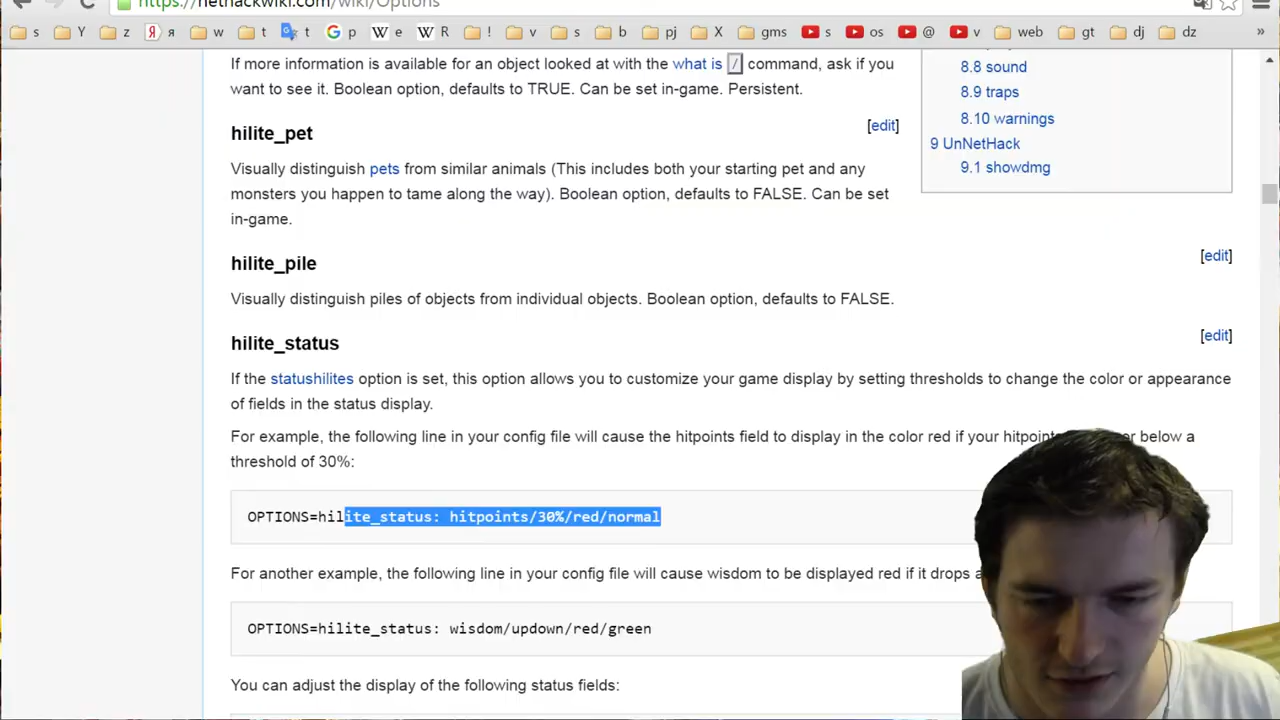 https://nethackwiki.com/wiki/Options
s Y z Я я w t t G p W e W R ! v s b pj X gms s os @ v web gt dj dz »
If more information is available for an object looked at with the what is / command, ask if you
want to see it. Boolean option, defaults to TRUE. Can be set in-game. Persistent.
hilite_pet [edit]
Visually distinguish pets from similar animals (This includes both your starting pet and any
monsters you happen to tame along the way). Boolean option, defaults to FALSE. Can be set
in-game.
8.8 sound
8.9 traps
8.10 warnings
9 UnNetHack
9.1 showdmg
hilite_pile [edit]
Visually distinguish piles of objects from individual objects. Boolean option, defaults to FALSE.
hilite_status [edit]
If the statushilites option is set, this option allows you to customize your game display by setting thresholds to change the color or appearance
of fields in the status display.
For example, the following line in your config file will cause the hitpoints field to display in the color red if your hitpoints below a
threshold of 30%:
OPTIONS=hilite_status: hitpoints/30%/red/normal
For another example, the following line in your config file will cause wisdom to be displayed red if it drops
OPTIONS=hilite_status: wisdom/updown/red/green
You can adjust the display of the following status fields: